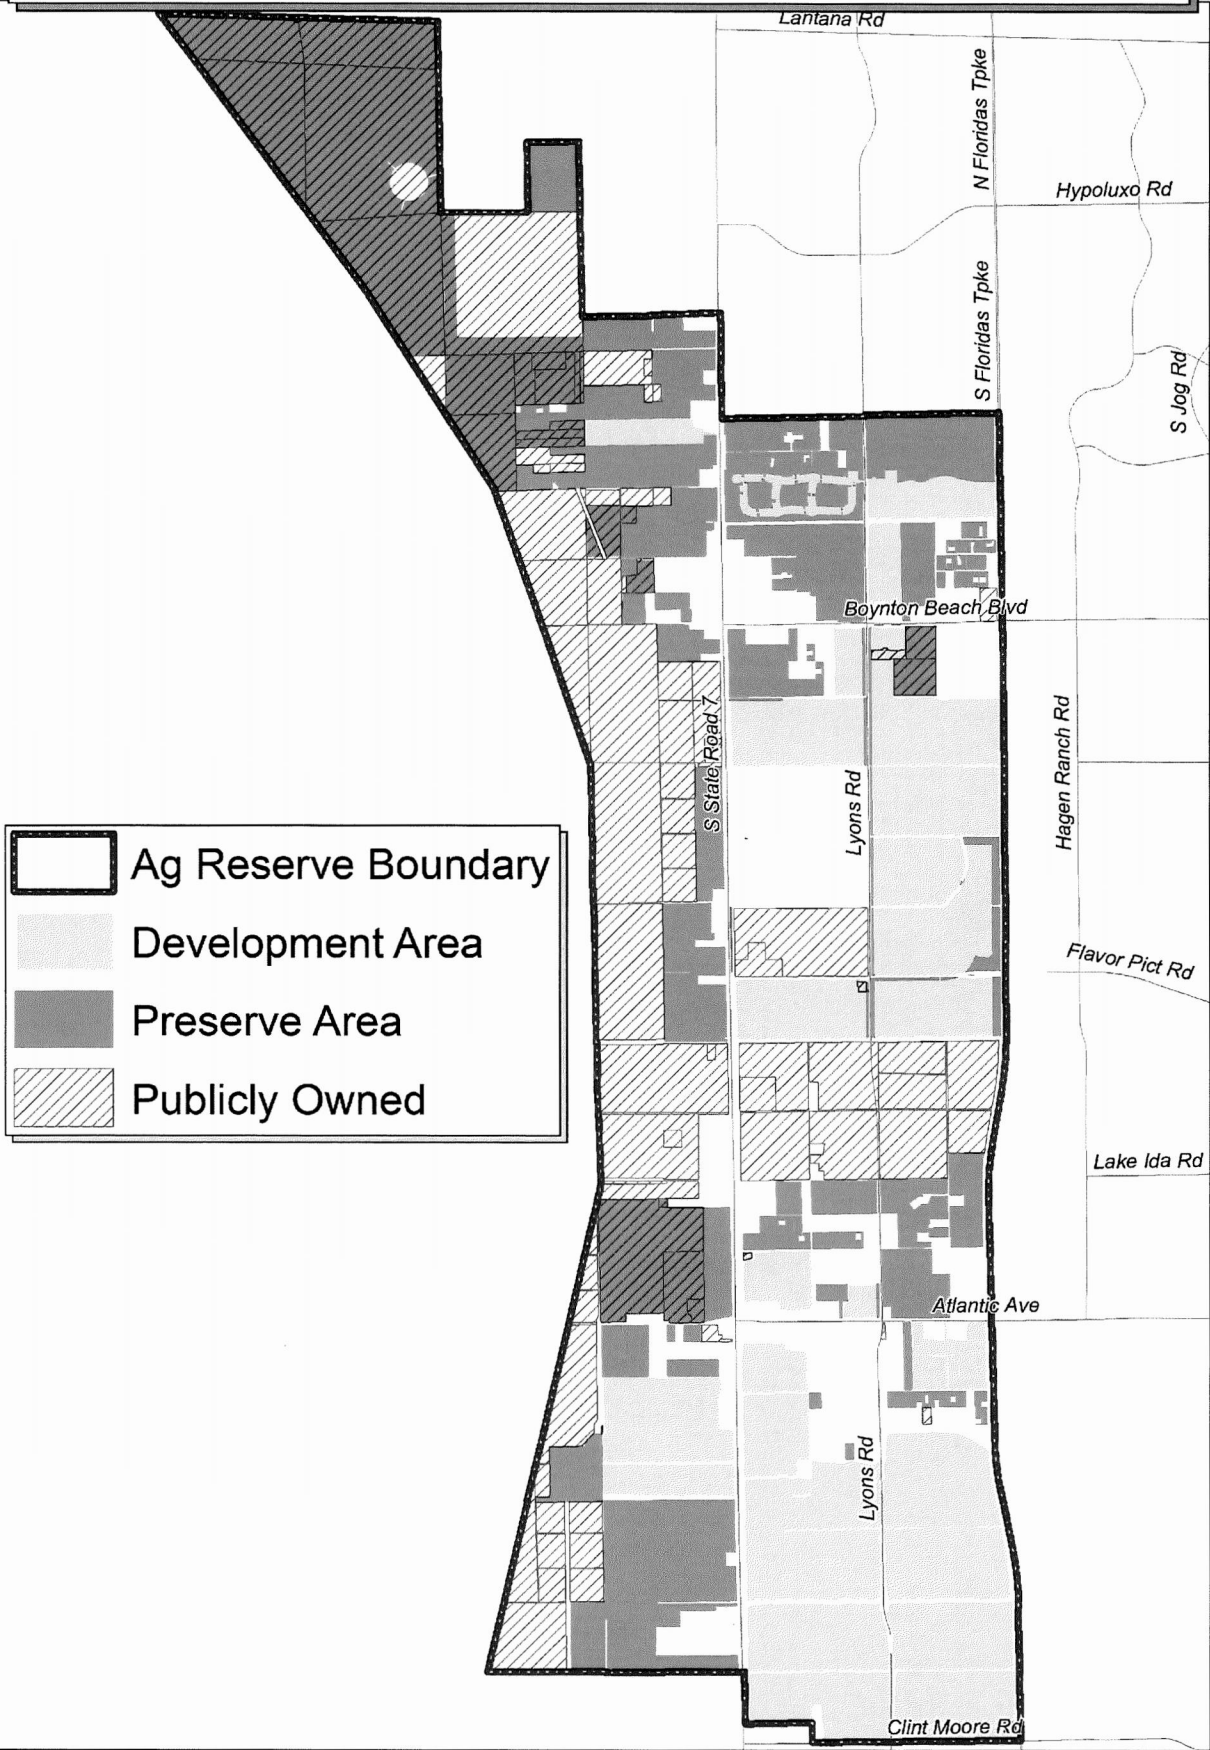 Lantana Rd
N Floridas Tpke
Hypoluxo Rd
S Floridas Tpke
S Jog Rd
Boynton Beach Blvd
S State Road 7
Lyons Rd
Hagen Ranch Rd
Ag Reserve Boundary
Development Area
Preserve Area
Publicly Owned
Flavor Pict Rd
Lake Ida Rd
Atlantic Ave
Lyons Rd
Clint Moore Rd